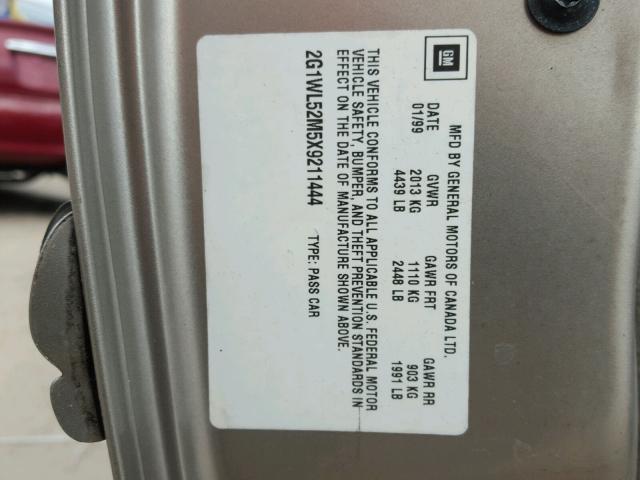 GM
MFD BY GENERAL MOTORS OF CANADA LTD.
DATE GVWR GAWR FRT GAWR RR
01/99 2013 KG 1110 KG 903 KG
4439 LB 2448 LB 1991 LB
THIS VEHICLE CONFORMS TO ALL APPLICABLE U.S. FEDERAL MOTOR
VEHICLE SAFETY, BUMPER, AND THEFT PREVENTION STANDARDS IN
EFFECT ON THE DATE OF MANUFACTURE SHOWN ABOVE.
2G1WL52M5X9211444 TYPE: PASS CAR